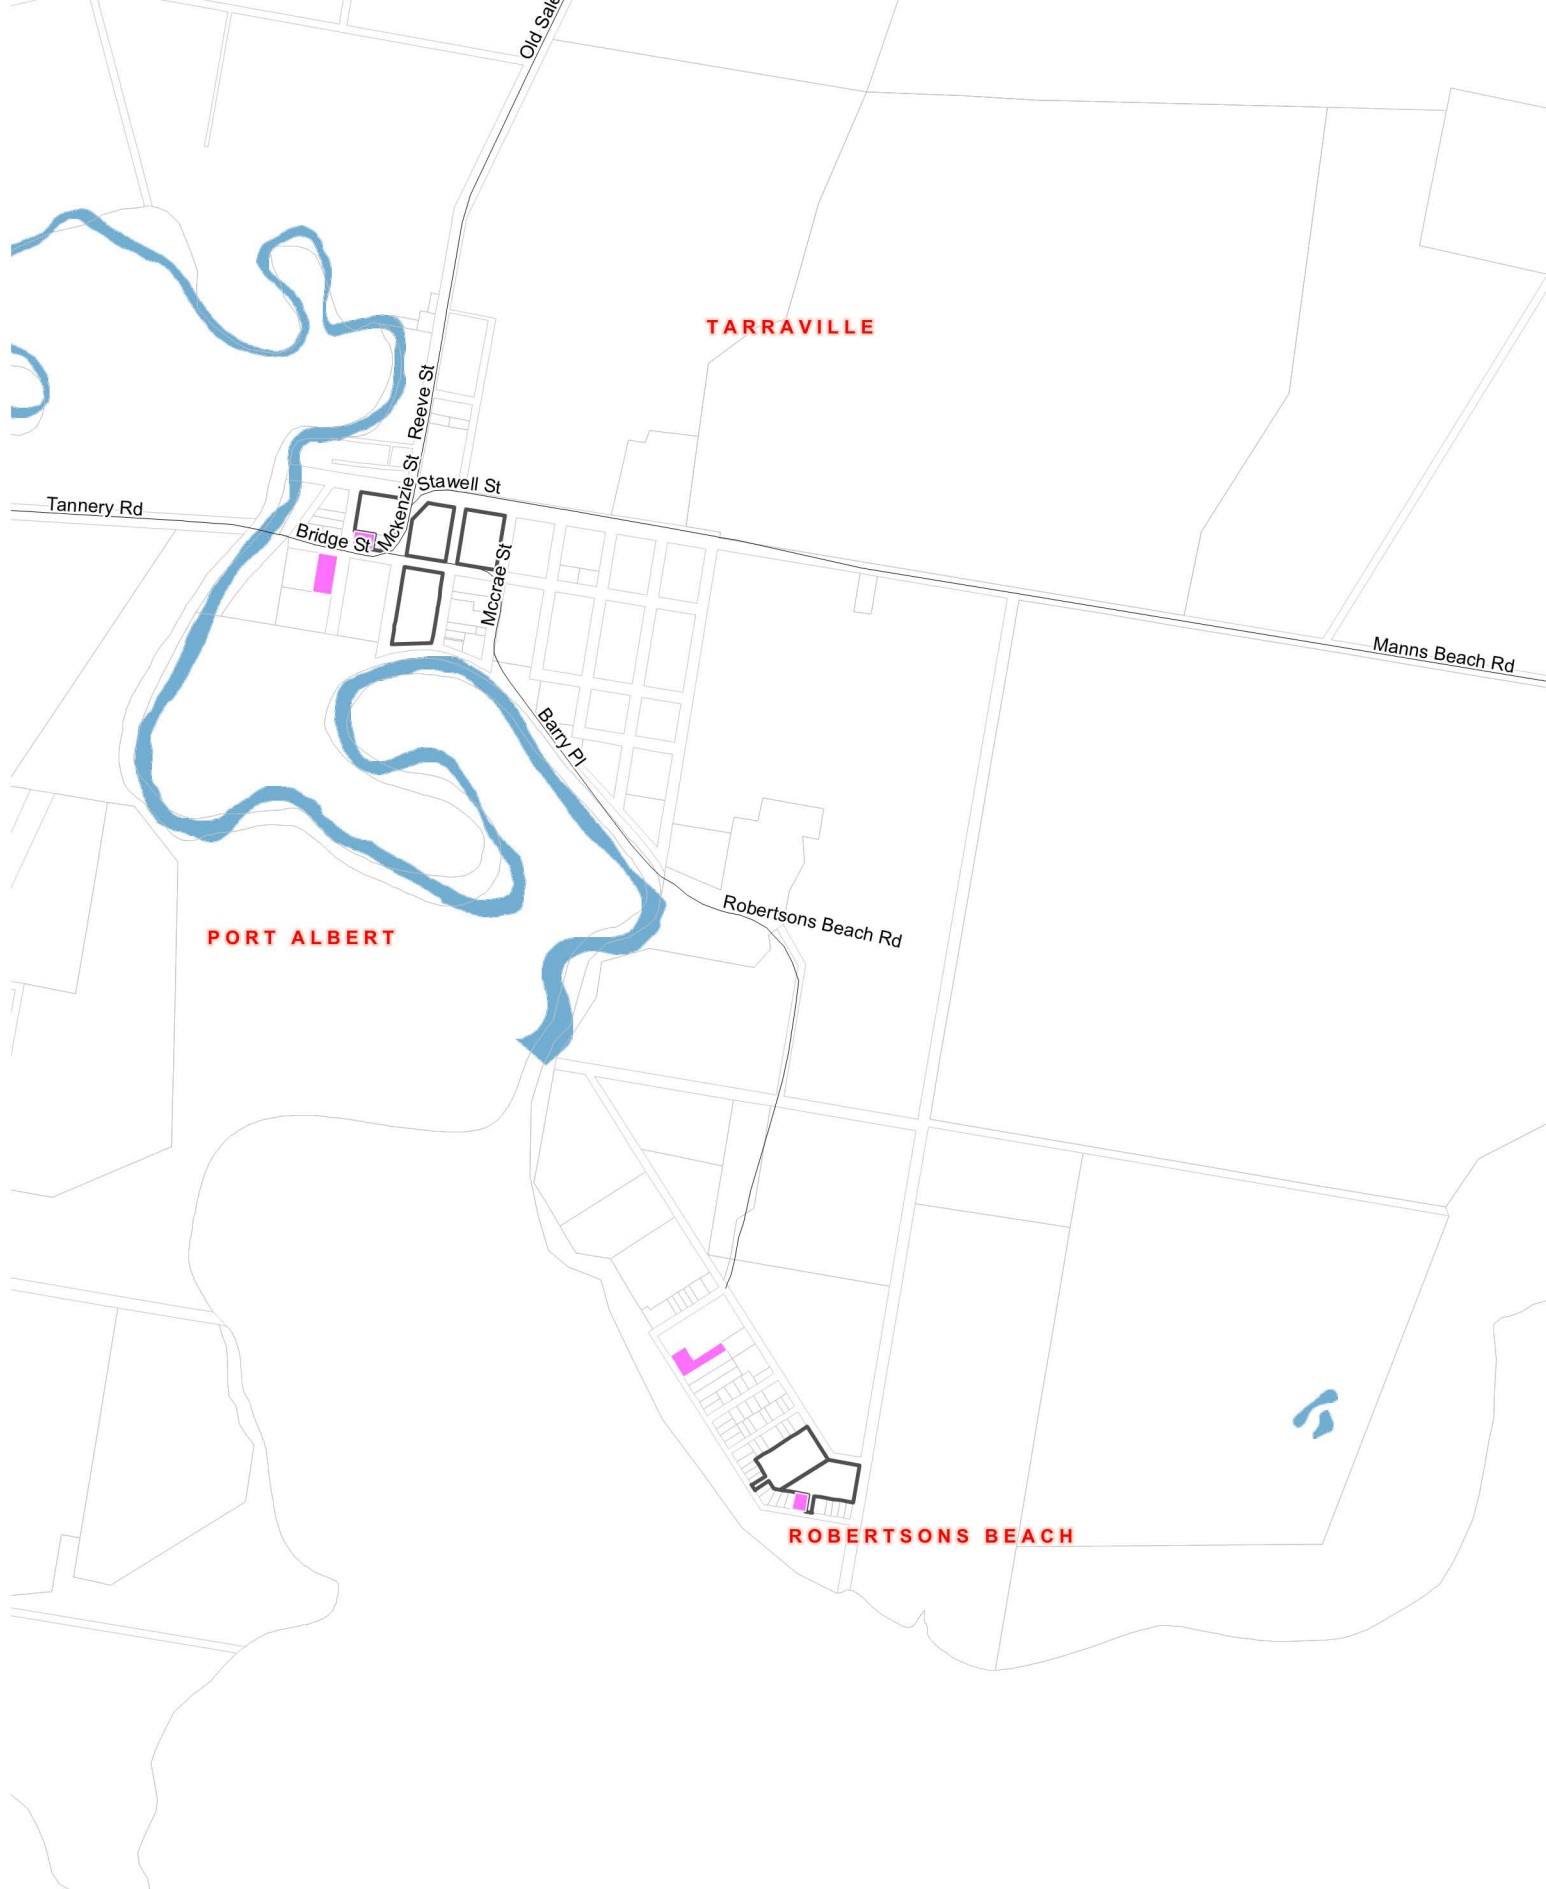 Old Sale
TARRAVILLE
Reeve St
Mckenzie St
Stawell St
Tannery Rd
Bridge St
Mccrae St
Manns Beach Rd
Barry Pl
Robertsons Beach Rd
PORT ALBERT
ROBERTSONS BEACH